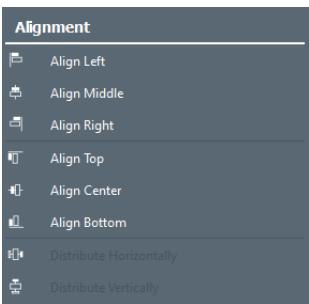 Alignment
Align Left
Align Middle
Align Right
Align Top
Align Center
Align Bottom
Distribute Horizontally
Distribute Vertically